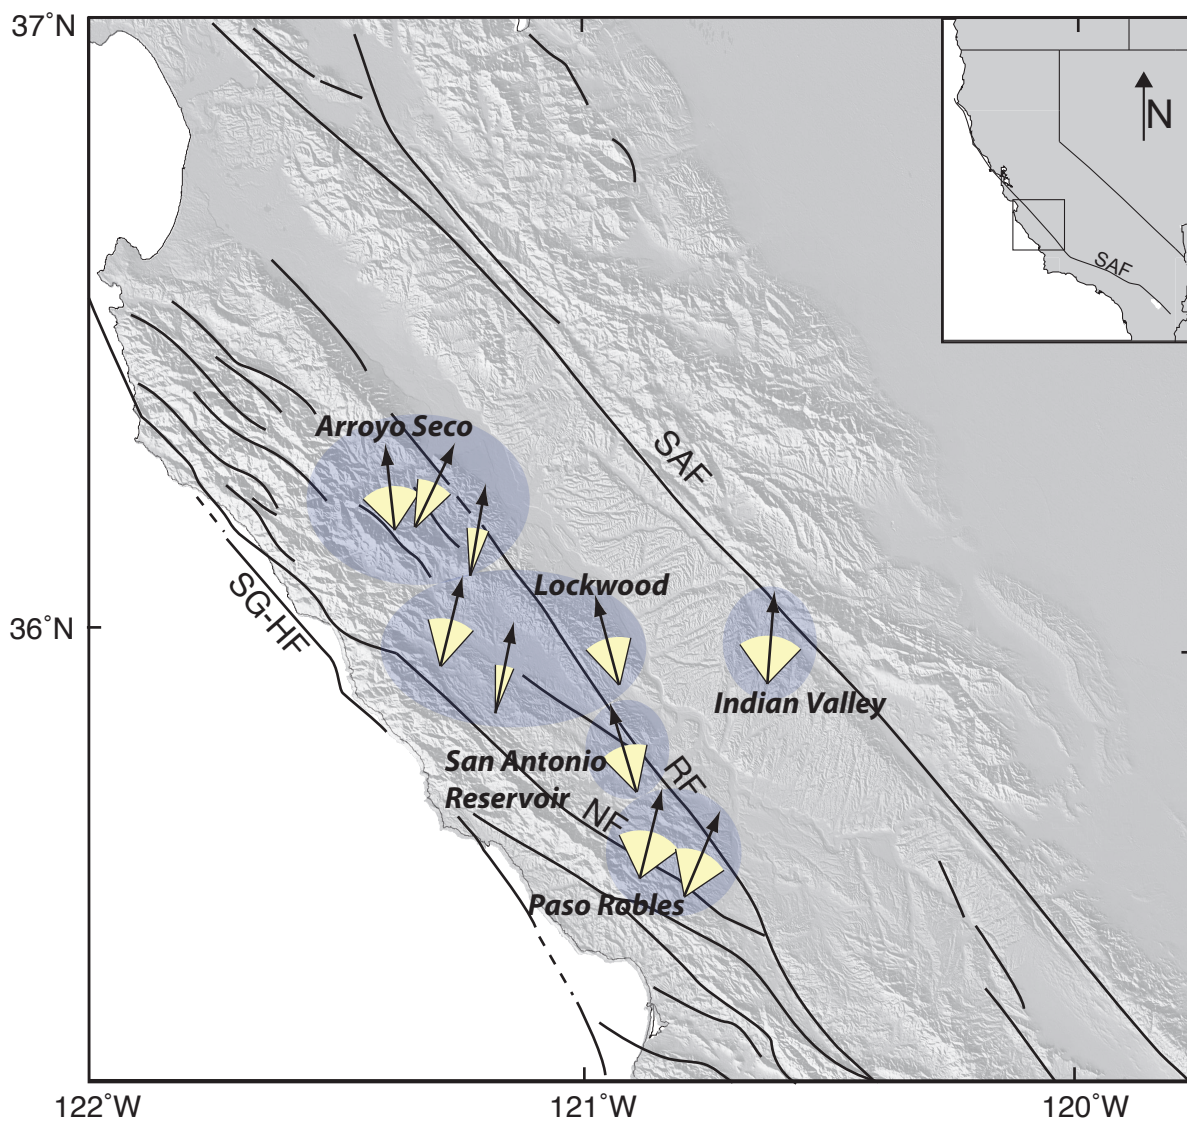 37˚N
N
SAF
Arroyo Seco
SAF
Lockwood
SG-HF
36˚N
Indian Valley
San Antonio
Reservoir
RF
NF
Paso Robles
122˚W
121˚W
120˚W